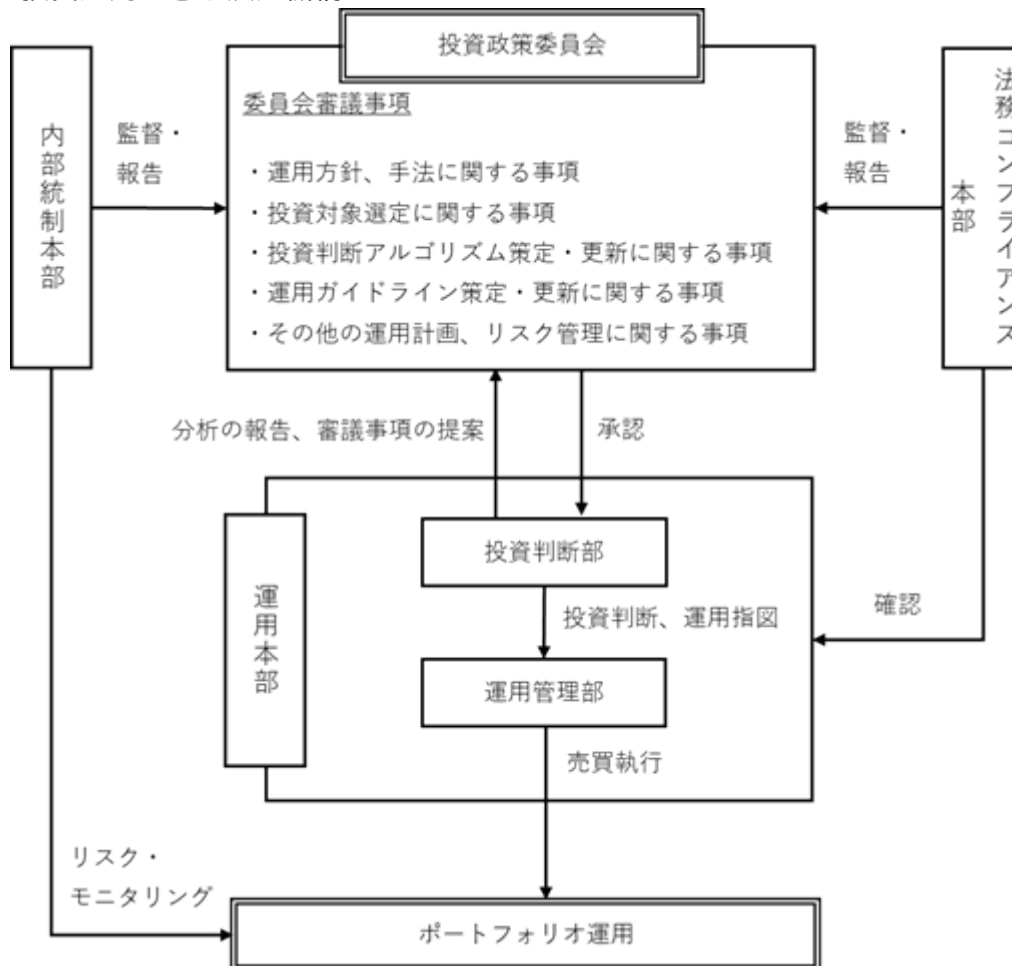 投資政策委員会
委員会審議事項
・運用方針、手法に関する事項
・投資対象選定に関する事項
・投資判断アルゴリズム策定・更新に関する事項
・運用ガイドライン策定・更新に関する事項
・その他の運用計画、リスク管理に関する事項
内部統制本部
監督・
報告
監督・
報告
法務コンプライアンス
本部
分析の報告、審議事項の提案
承認
運用本部
投資判断部
投資判断、運用指図
運用管理部
売買執行
確認
リスク・
モニタリング
ポートフォリオ運用